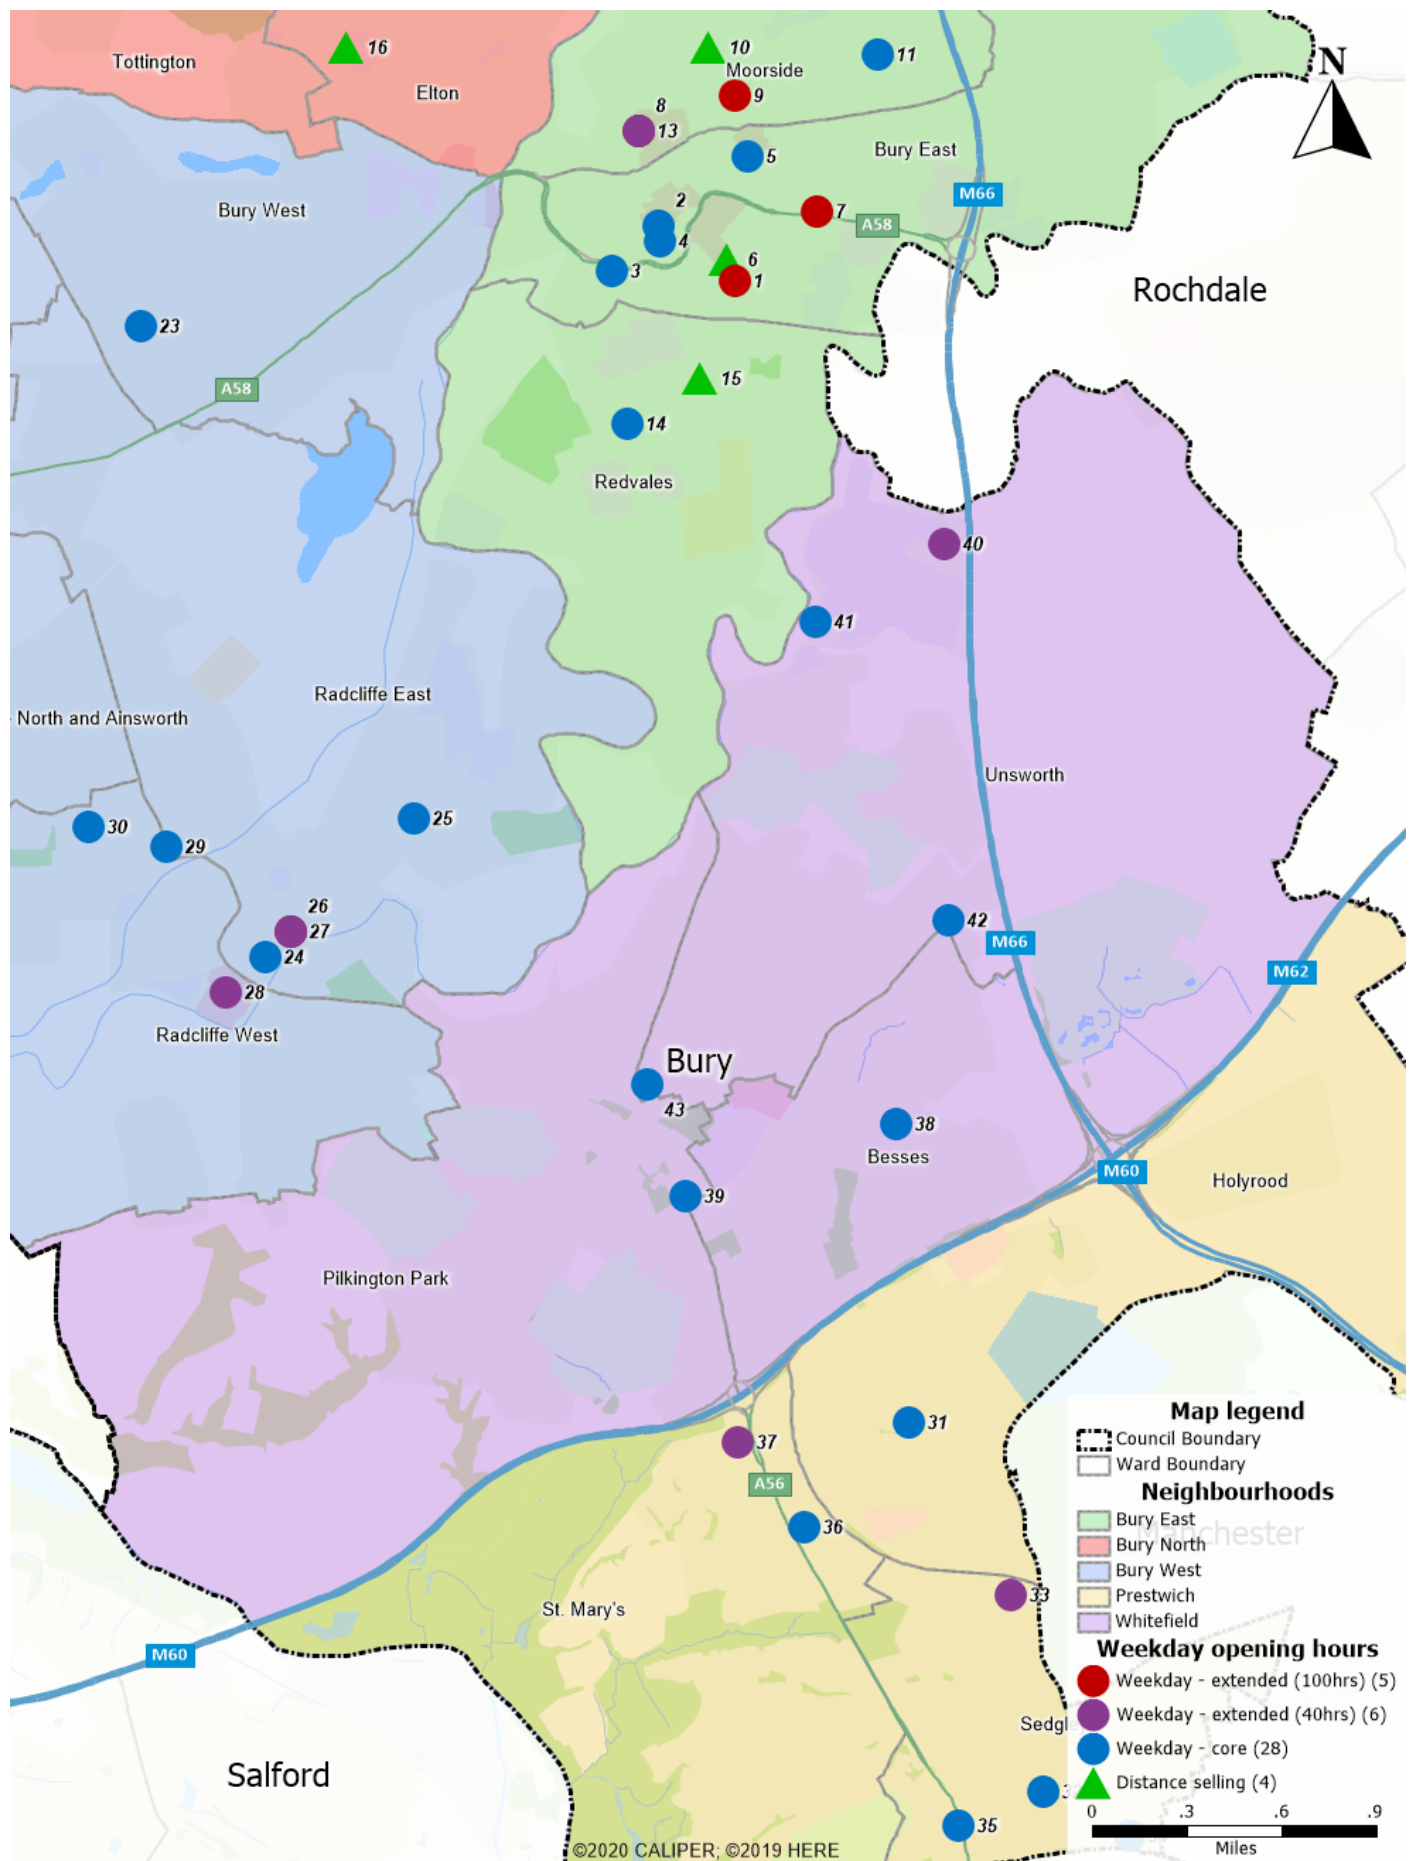 16
10
11
N
Tottington
Moorside
Elton
9
8
13
5
Bury East
M66
2
7
A58
Bury West
4
3
6
1
Rochdale
23
A58
15
14
Redvales
40
41
Radcliffe East
North and Ainsworth
Unsworth
30
25
29
26
27
42
M66
24
M62
28
Radcliffe West
Bury
43
38
Besses
M60
Holyrood
39
Pilkington Park
31
37
A56
36
33
St. Mary's
M60
Salford
35
©2020 CALIPER; ©2019 HERE
Map legend
Council Boundary
Ward Boundary
Neighbourhoods
Bury East
Manchester
Bury North
Bury West
Prestwich
Whitefield
Weekday opening hours
Weekday - extended (100hrs) (5)
Weekday - extended (40hrs) (6)
Weekday - core (28)
Distance selling (4)
0 .3 .6 .9
Miles